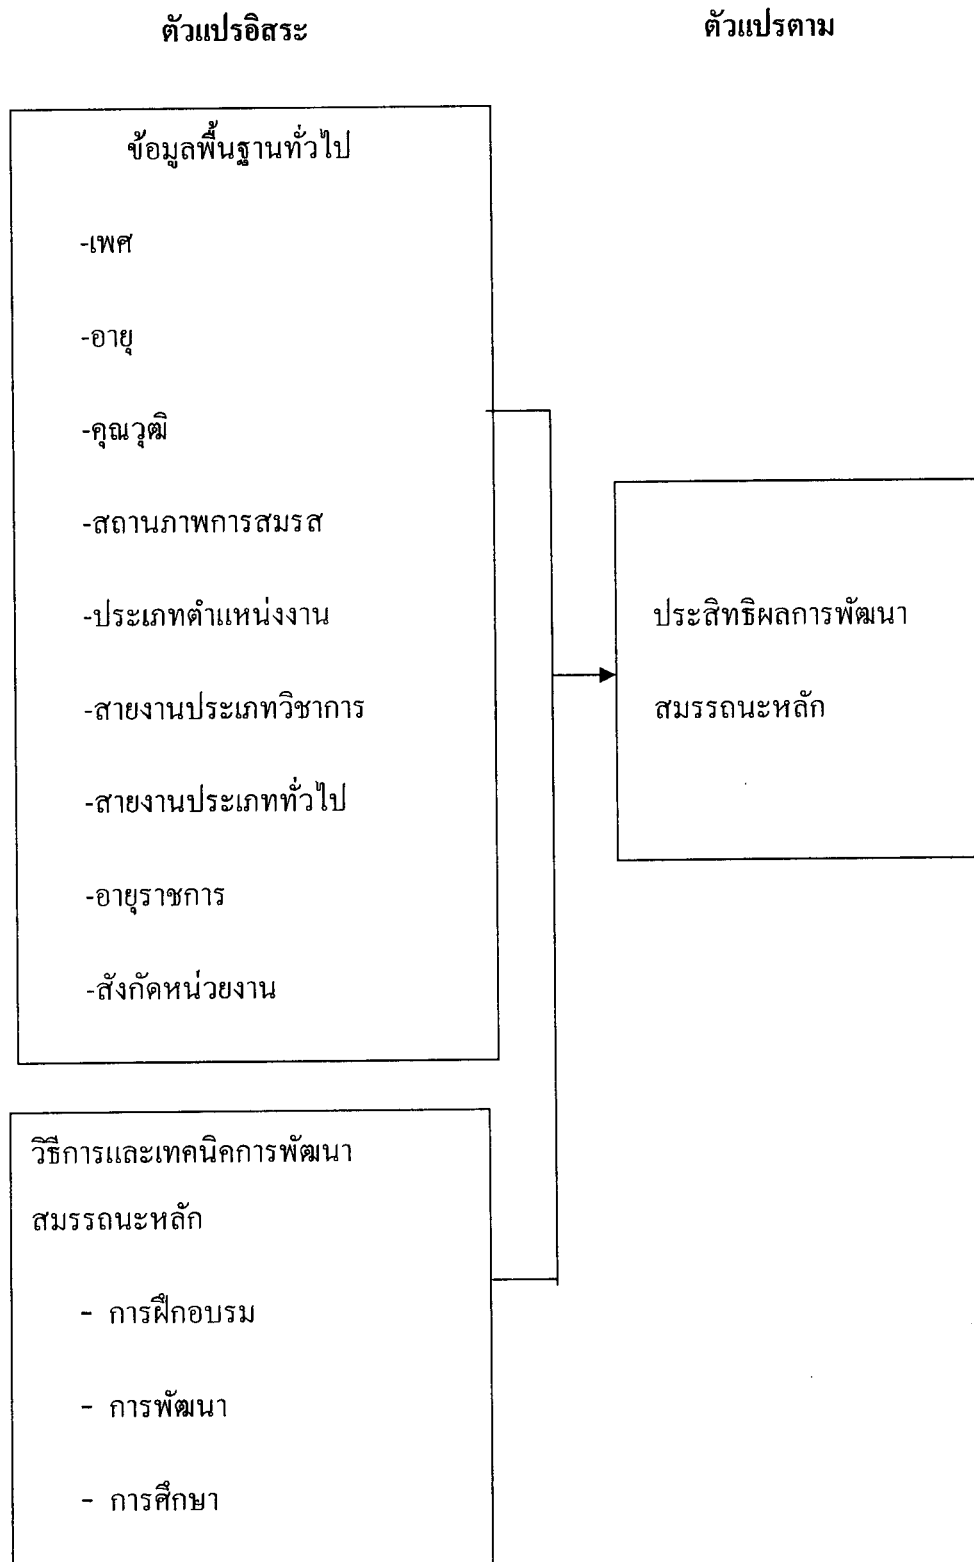 ตัวแปรอิสระ
ตัวแปรตาม
ข้อมูลพื้นฐานทั่วไป
-เพศ
-อายุ
-คุณวุฒิ
-สถานภาพการสมรส
-ประเภทตำแหน่งงาน
-สายงานประเภทวิชาการ
-สายงานประเภททั่วไป
-อายุราชการ
-สังกัดหน่วยงาน
ประสิทธิผลการพัฒนา
สมรรถนะหลัก
วิธีการและเทคนิคการพัฒนา
สมรรถนะหลัก
- การฝึกอบรม
- การพัฒนา
- การศึกษา